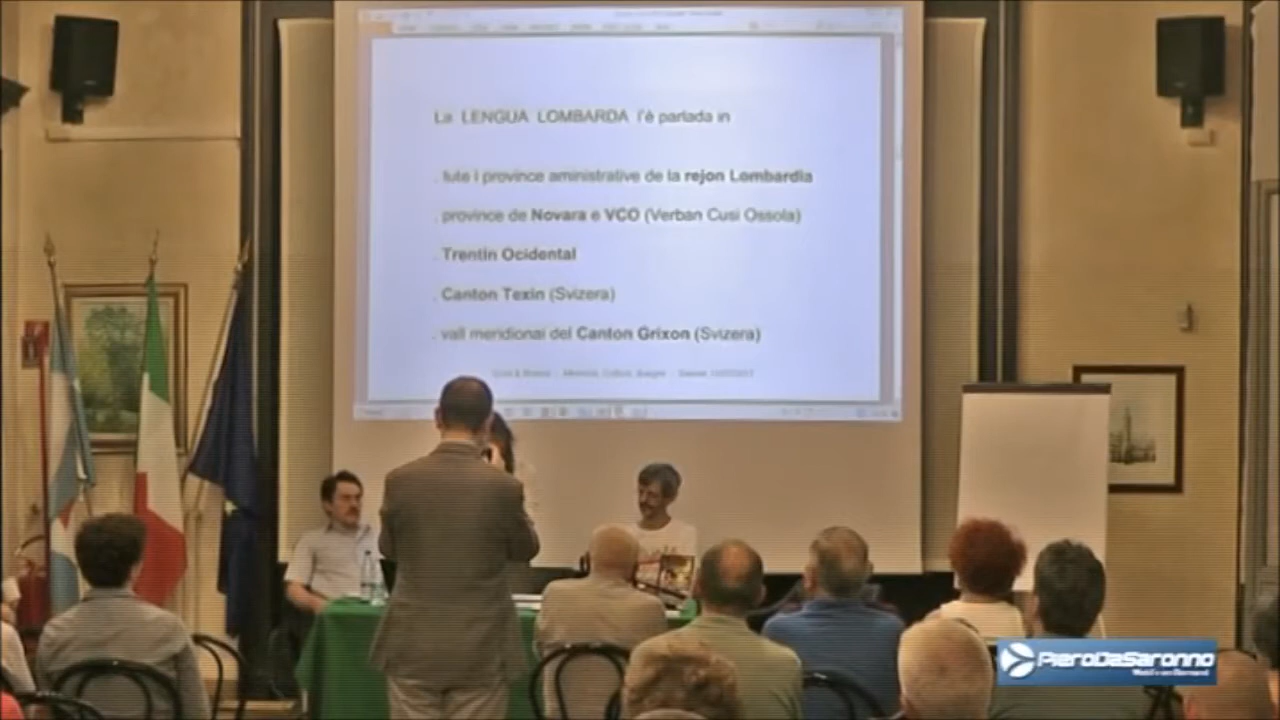 La LENGUA LOMBARDA l'è parlada in
. tute i province aministrative de la rejon Lombardia
. province de Novara e VCO (Verban Cusi Ossola)
. Trentin Ocidental
. Canton Texin (Svizera)
. vall meridionai del Canton Grixon (Svizera)
PieroDaSaronno